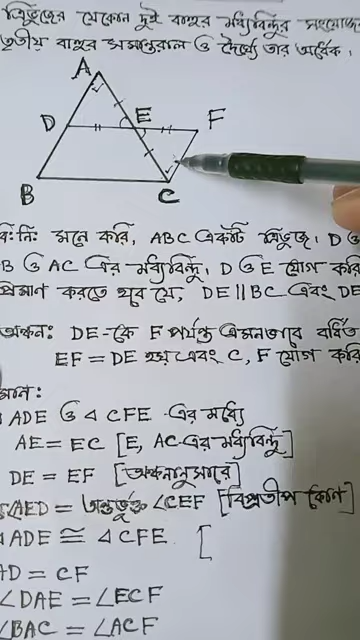 ত্রিভুজের যেকোন দুই বাহুর মধ্যবিন্দুর সংযোজক
তৃতীয় বাহুর সমান্তরাল ও দৈর্ঘ্যে তার অর্ধেক।
A
D
E
F
B
C
বি:নি: মনে করি, ABC একটি ত্রিভুজ। D ও
B ও AC এর মধ্যবিন্দু। D ও E যোগ করি
প্রমাণ করতে হবে যে, DE || BC এবং DE
অঙ্কন: DE-কে F পর্যন্ত এমনভাবে বর্ধিত
EF = DE হয় এবং C, F যোগ করি
মান:
Δ ADE ও Δ CFE -এর মধ্যে
AE = EC [E, AC-এর মধ্যবিন্দু]
DE = EF [অঙ্কনানুসারে]
∠AED = অন্তর্ভুক্ত ∠CEF [বিপ্রতীপ কোণ]
Δ ADE ≅ Δ CFE [
AD = CF
∠DAE = ∠ECF
∠BAC = ∠ACF